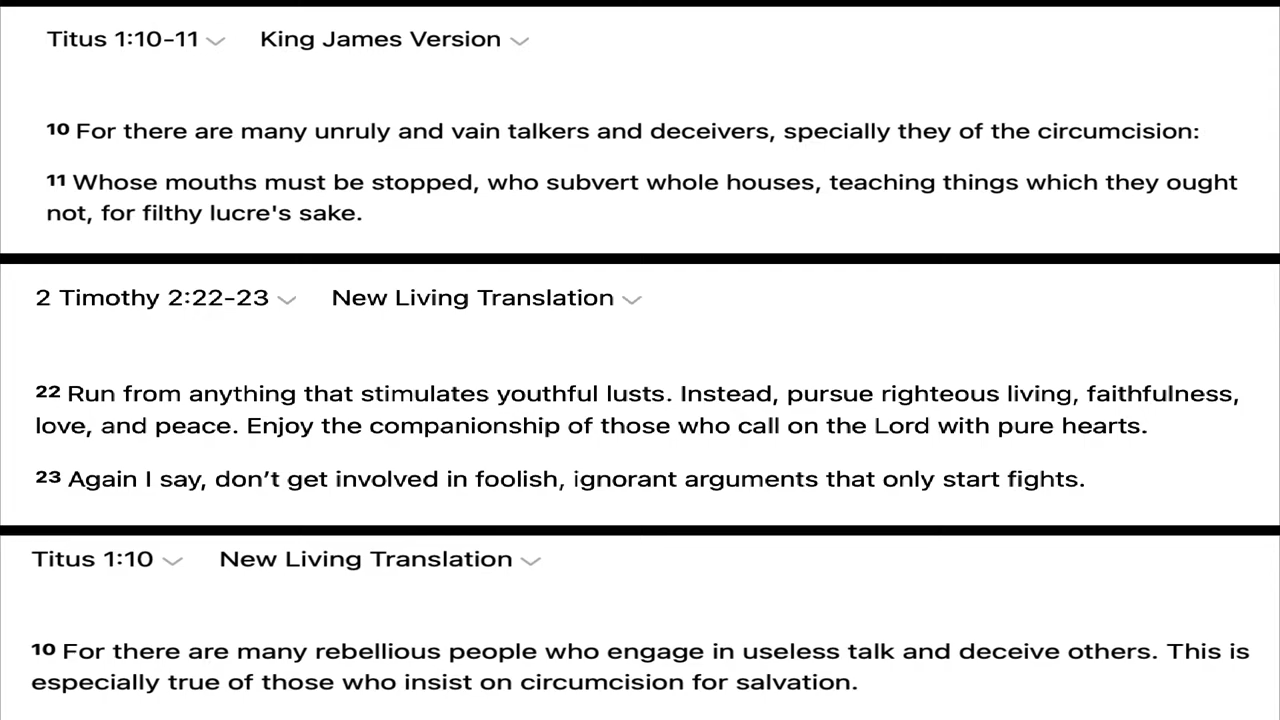 Titus 1:10-11 King James Version
10 For there are many unruly and vain talkers and deceivers, specially they of the circumcision:
11 Whose mouths must be stopped, who subvert whole houses, teaching things which they ought
not, for filthy lucre's sake.
2 Timothy 2:22-23 New Living Translation
22 Run from anything that stimulates youthful lusts. Instead, pursue righteous living, faithfulness,
love, and peace. Enjoy the companionship of those who call on the Lord with pure hearts.
23 Again I say, don’t get involved in foolish, ignorant arguments that only start fights.
Titus 1:10 New Living Translation
10 For there are many rebellious people who engage in useless talk and deceive others. This is
especially true of those who insist on circumcision for salvation.